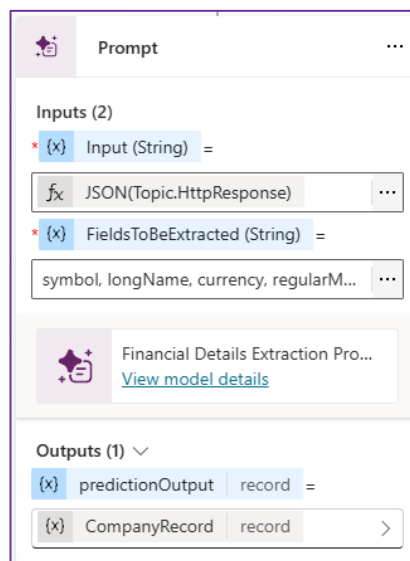 Prompt
...
Inputs (2)
* {x} Input (String) =
fx JSON(Topic.HttpResponse) ...
* {x} FieldsToBeExtracted (String) =
symbol, longName, currency, regularM... ...
Financial Details Extraction Pro...
View model details
Outputs (1)
{x} predictionOutput record =
{x} CompanyRecord record